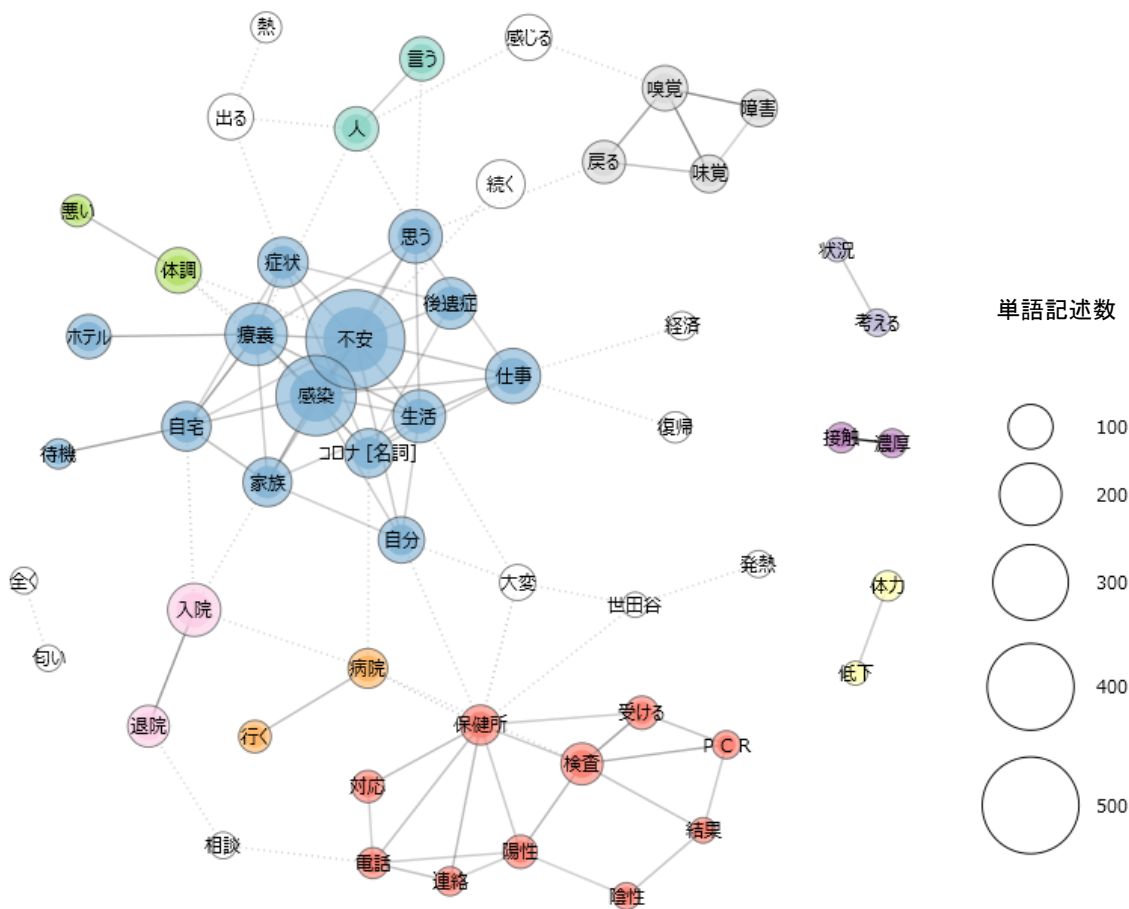 熱
感じる
言う
嗅覚
障害
出る
人
戻る
味覚
続く
悪い
思う
状況
体調
症状
後遺症
単語記述数
ホテル
療義
不安
経済
考える
仕事
感染
100
自宅
生活
復帰
接触
濃厚
待機
コロナ[名詞]
家族
200
自分
全く
大変
発熱
300
体力
入院
世田谷
匂い
病院
低下
400
退院
行く
保健所
受ける
PCR
検査
対応
500
結果
相談
電話
連絡
陽性
陰性